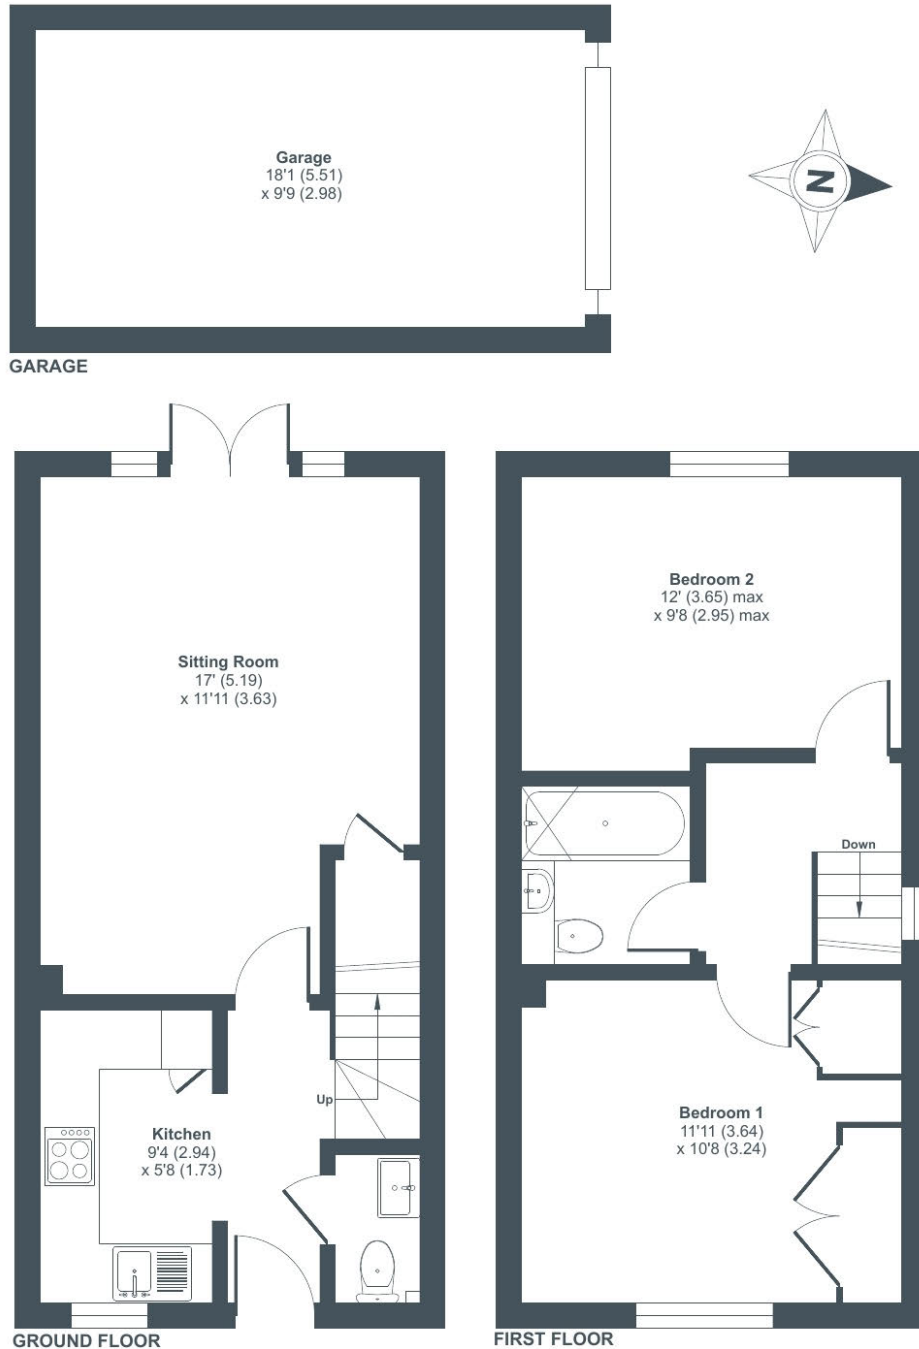 Garage
18'1 (5.51)
x 9'9 (2.98)
N
GARAGE
Sitting Room
17' (5.19)
x 11'11 (3.63)
Up
Kitchen
9'4 (2.94)
x 5'8 (1.73)
GROUND FLOOR
Bedroom 2
12' (3.65) max
x 9'8 (2.95) max
Down
Bedroom 1
11'11 (3.64)
x 10'8 (3.24)
FIRST FLOOR